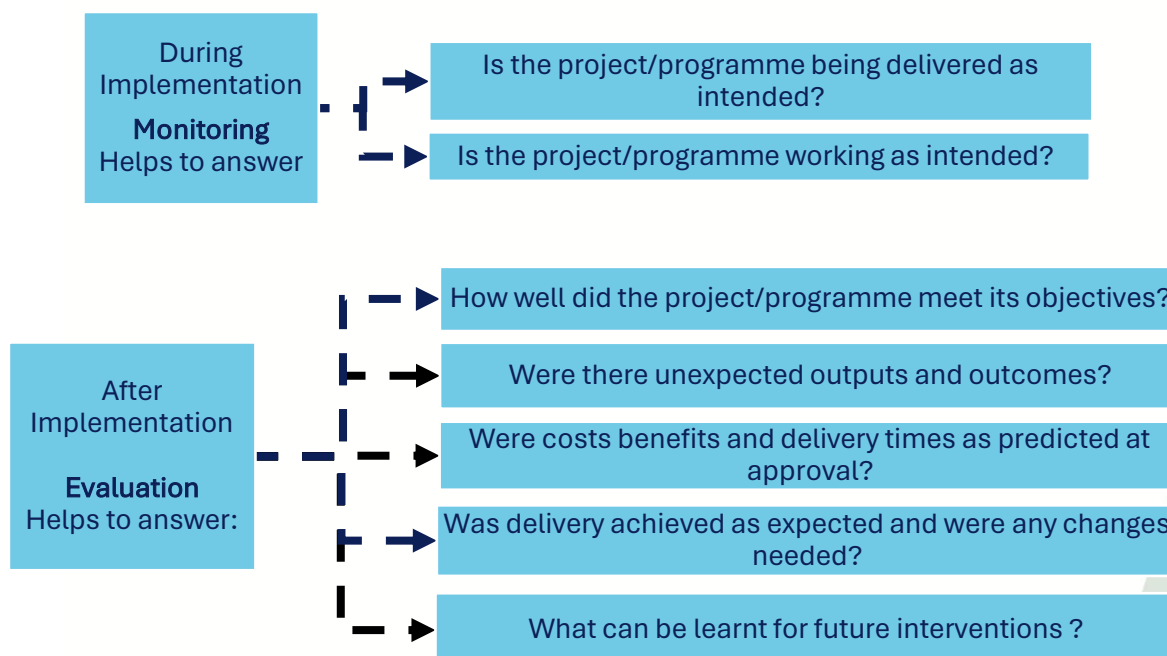 During
Implementation
Monitoring
Helps to answer
Is the project/programme being delivered as
intended?
Is the project/programme working as intended?
After
Implementation
Evaluation
Helps to answer:
How well did the project/programme meet its objectives?
Were there unexpected outputs and outcomes?
Were costs benefits and delivery times as predicted at
approval?
Was delivery achieved as expected and were any changes
needed?
What can be learnt for future interventions ?